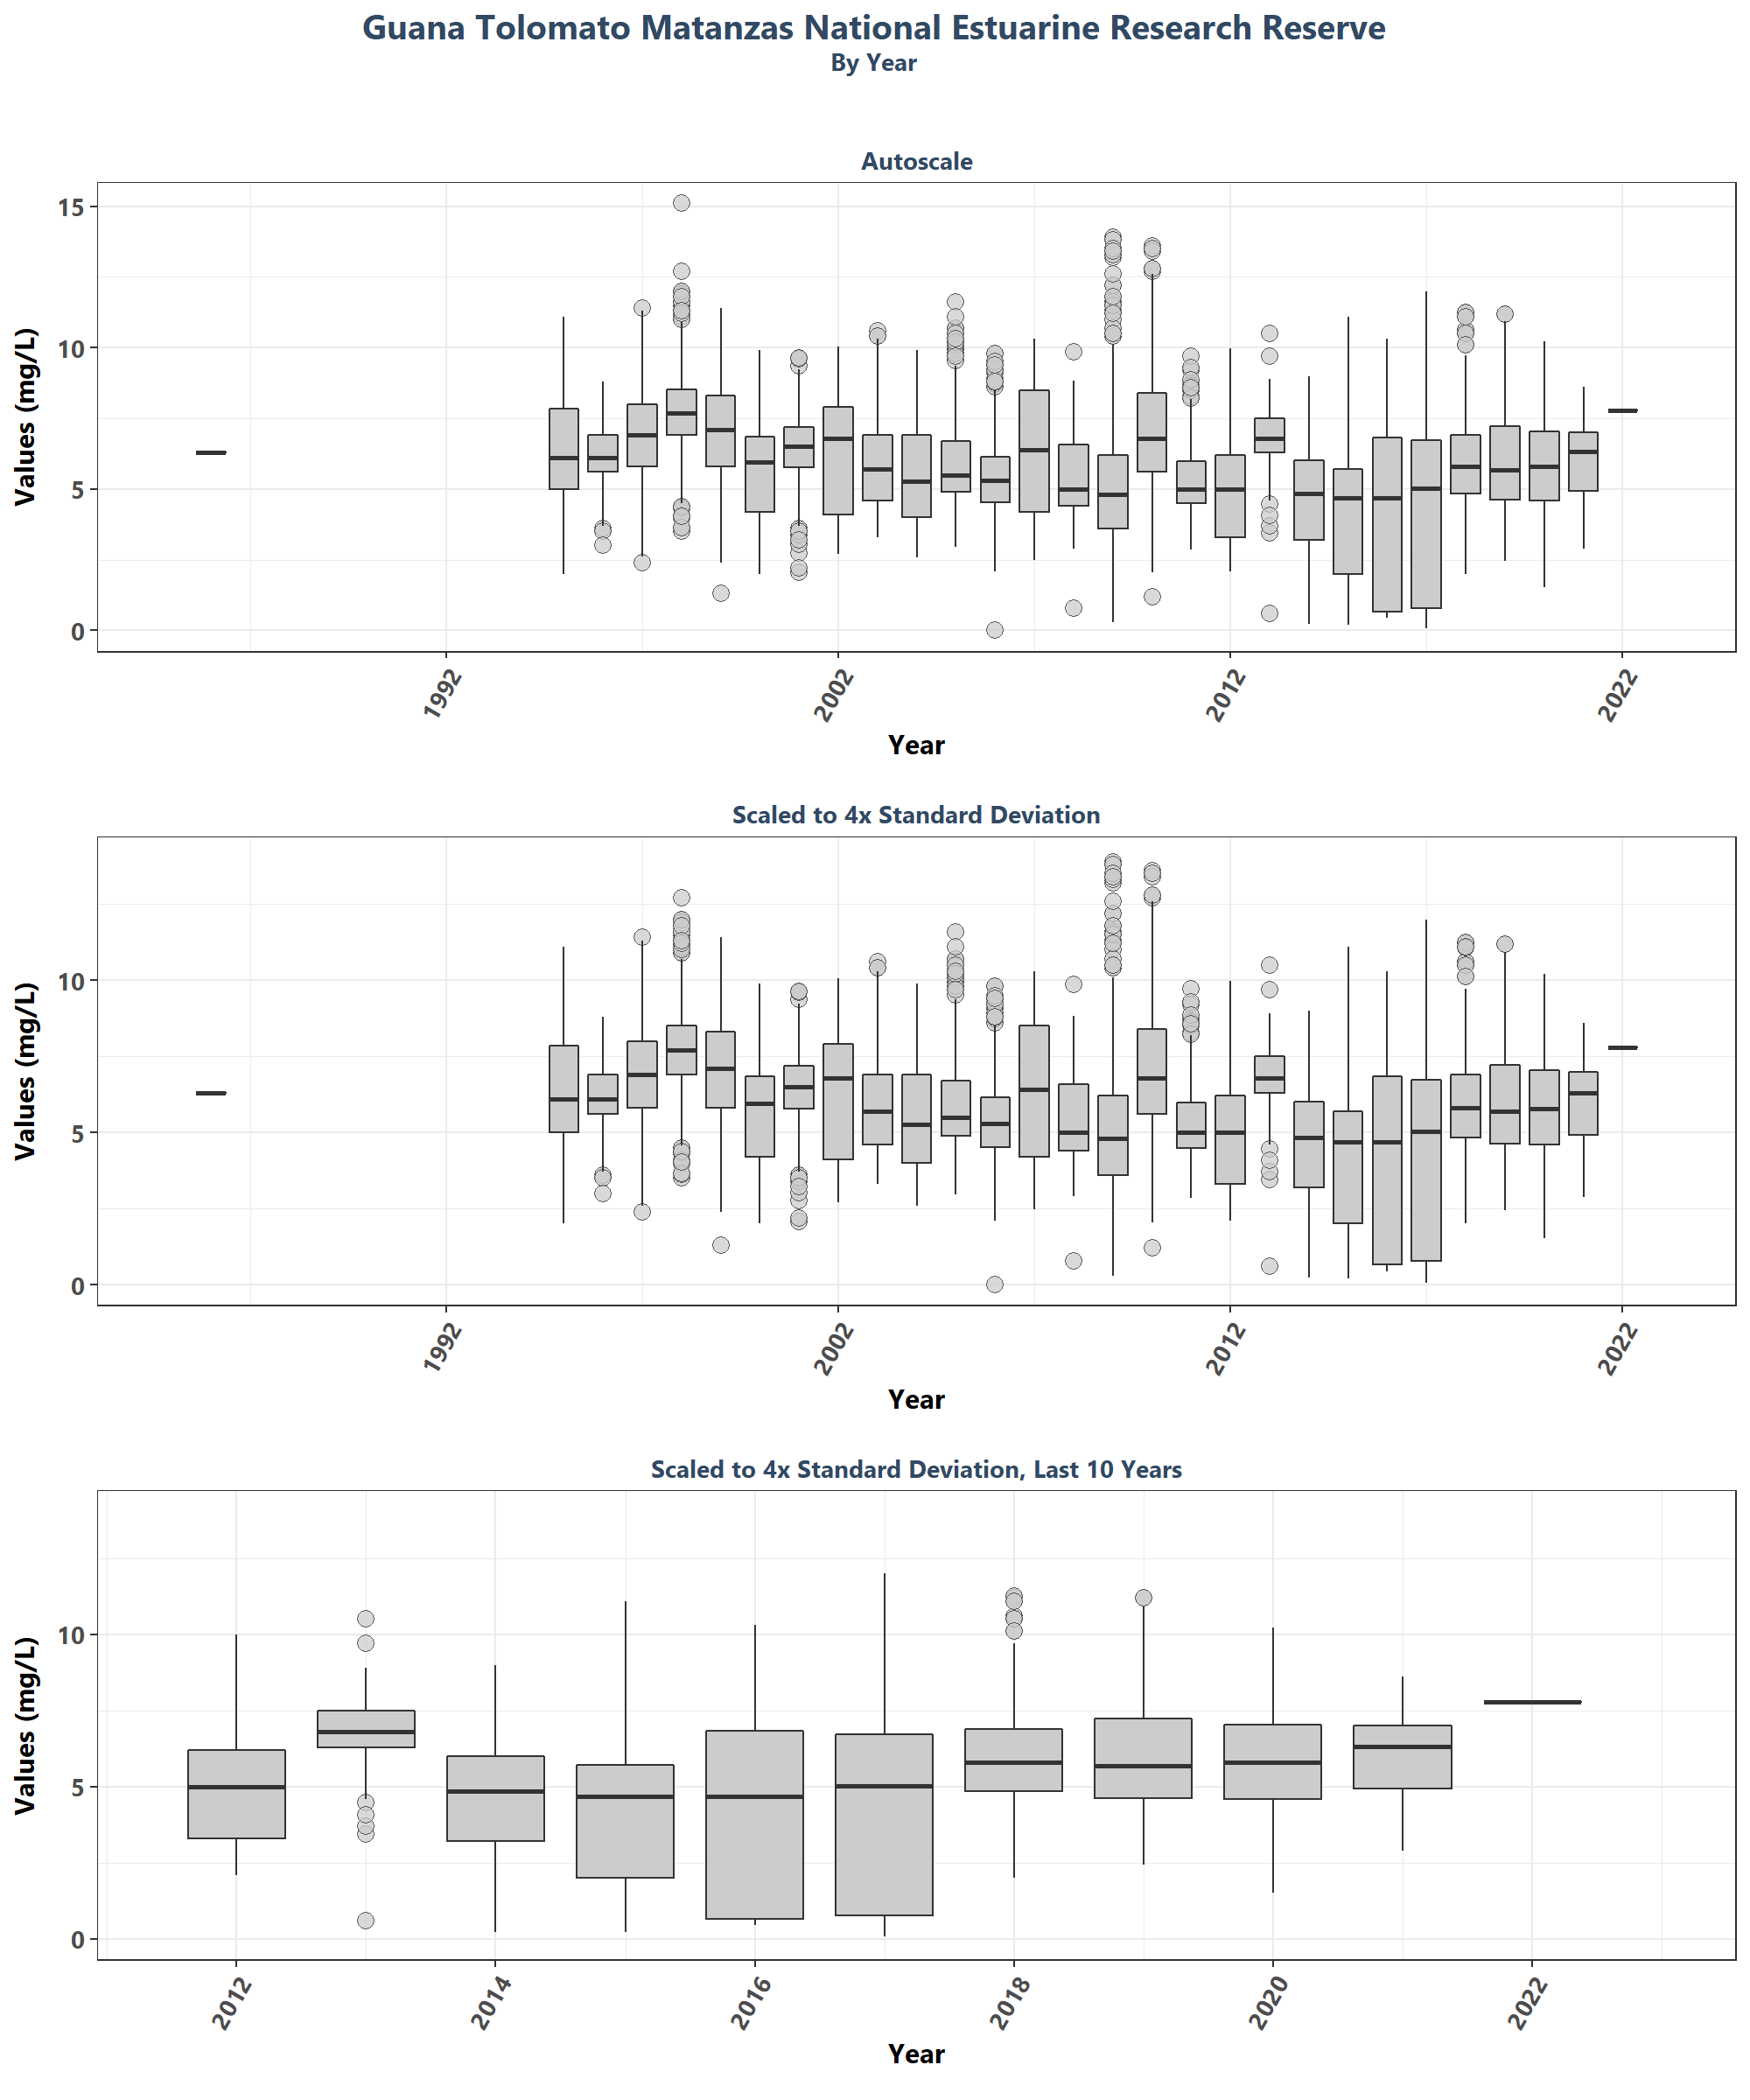 Guana Tolomato Matanzas National Estuarine Research Reserve
By Year
Autoscale
Values (mg/L)
15
10
5
0
1992
2002
2012
2022
Year
Scaled to 4x Standard Deviation
Values (mg/L)
10
5
0
1992
2002
2012
2022
Year
Scaled to 4x Standard Deviation, Last 10 Years
Values (mg/L)
10
5
0
2012
2014
2016
2018
2020
2022
Year